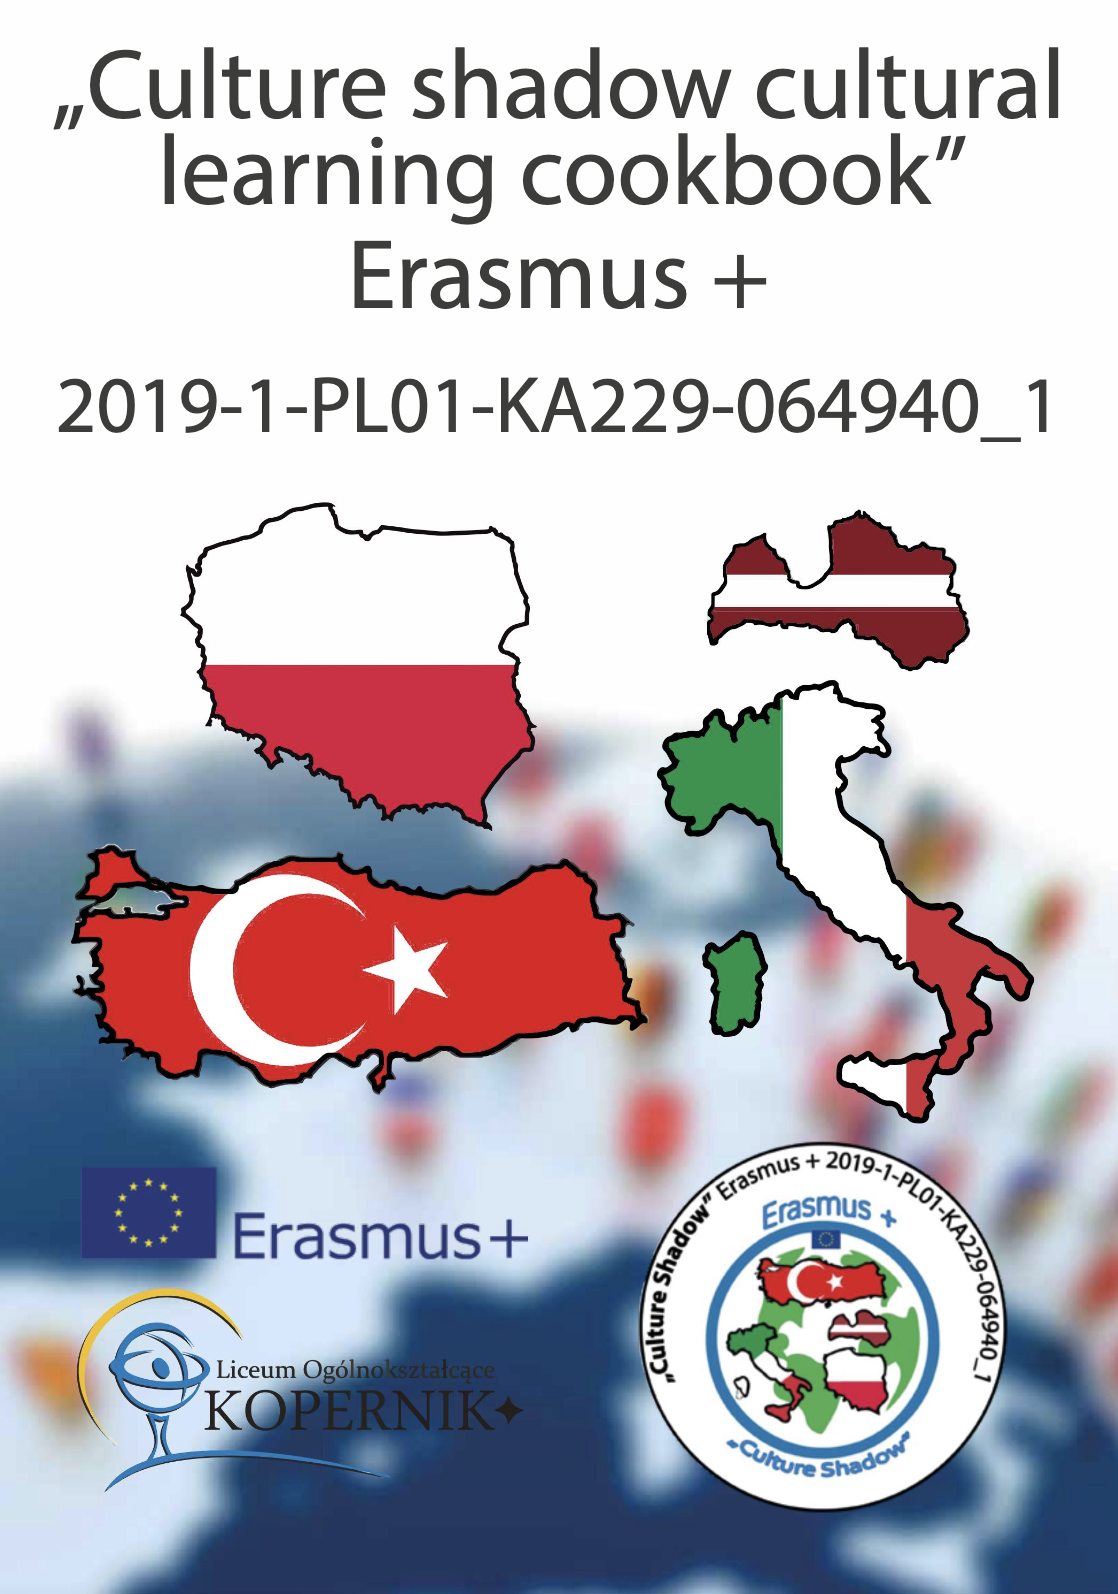 „Culture shadow cultural
learning cookbook”
Erasmus +
2019-1-PL01-KA229-064940_1
Erasmus+
Liceum Ogólnokształcące
KOPERNIK
„Culture Shadow” Erasmus + 2019-1-PL01-KA229-064940_1
Erasmus +
„Culture Shadow”